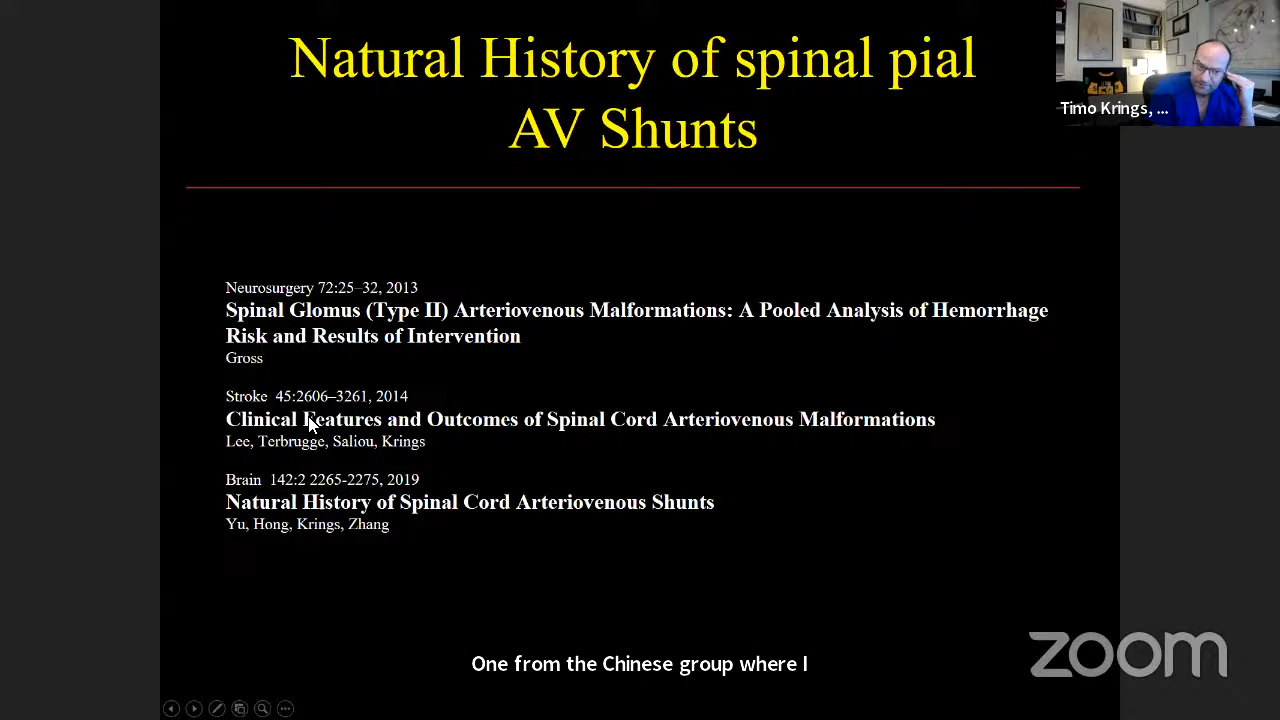 Natural History of spinal pial
AV Shunts
Timo Krings, ...
Neurosurgery 72:25–32, 2013
Spinal Glomus (Type II) Arteriovenous Malformations: A Pooled Analysis of Hemorrhage
Risk and Results of Intervention
Gross
Stroke 45:2606–3261, 2014
Clinical Features and Outcomes of Spinal Cord Arteriovenous Malformations
Lee, Terbrugge, Saliou, Krings
Brain 142:2 2265-2275, 2019
Natural History of Spinal Cord Arteriovenous Shunts
Yu, Hong, Krings, Zhang
One from the Chinese group where I
zoom